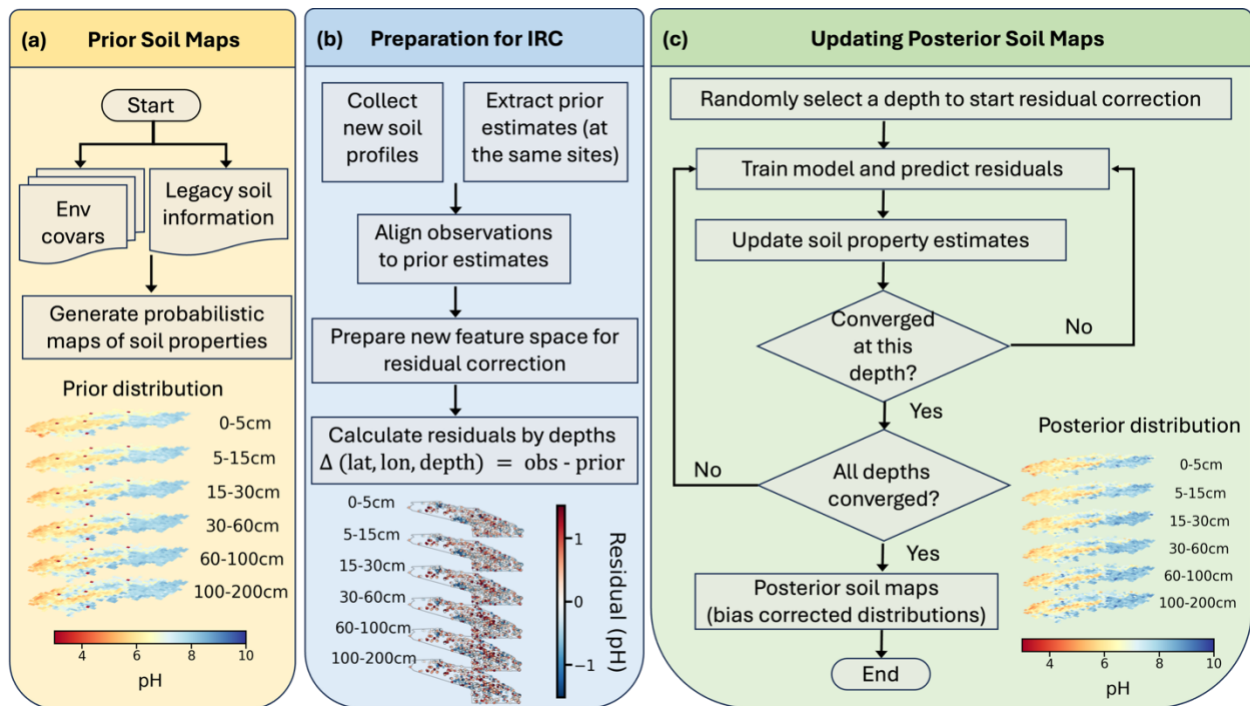 (a) Prior Soil Maps
Start
Env
covars
Legacy soil
information
Generate probabilistic
maps of soil properties
Prior distribution
0-5cm
5-15cm
15-30cm
30-60cm
60-100cm
100-200cm
4 6 8 10
pH
(b) Preparation for IRC
Collect
new soil
profiles
Extract prior
estimates (at
the same sites)
Align observations
to prior estimates
Prepare new feature space for
residual correction
Calculate residuals by depths
Δ (lat, lon, depth) = obs - prior
0-5cm
5-15cm
15-30cm
30-60cm
60-100cm
100-200cm
1
0
−1
Residual (pH)
(c) Updating Posterior Soil Maps
Randomly select a depth to start residual correction
Train model and predict residuals
Update soil property estimates
Converged
at this
depth?
No
Yes
All depths
converged?
No
Yes
Posterior soil maps
(bias corrected distributions)
End
Posterior distribution
0-5cm
5-15cm
15-30cm
30-60cm
60-100cm
100-200cm
4 6 8 10
pH